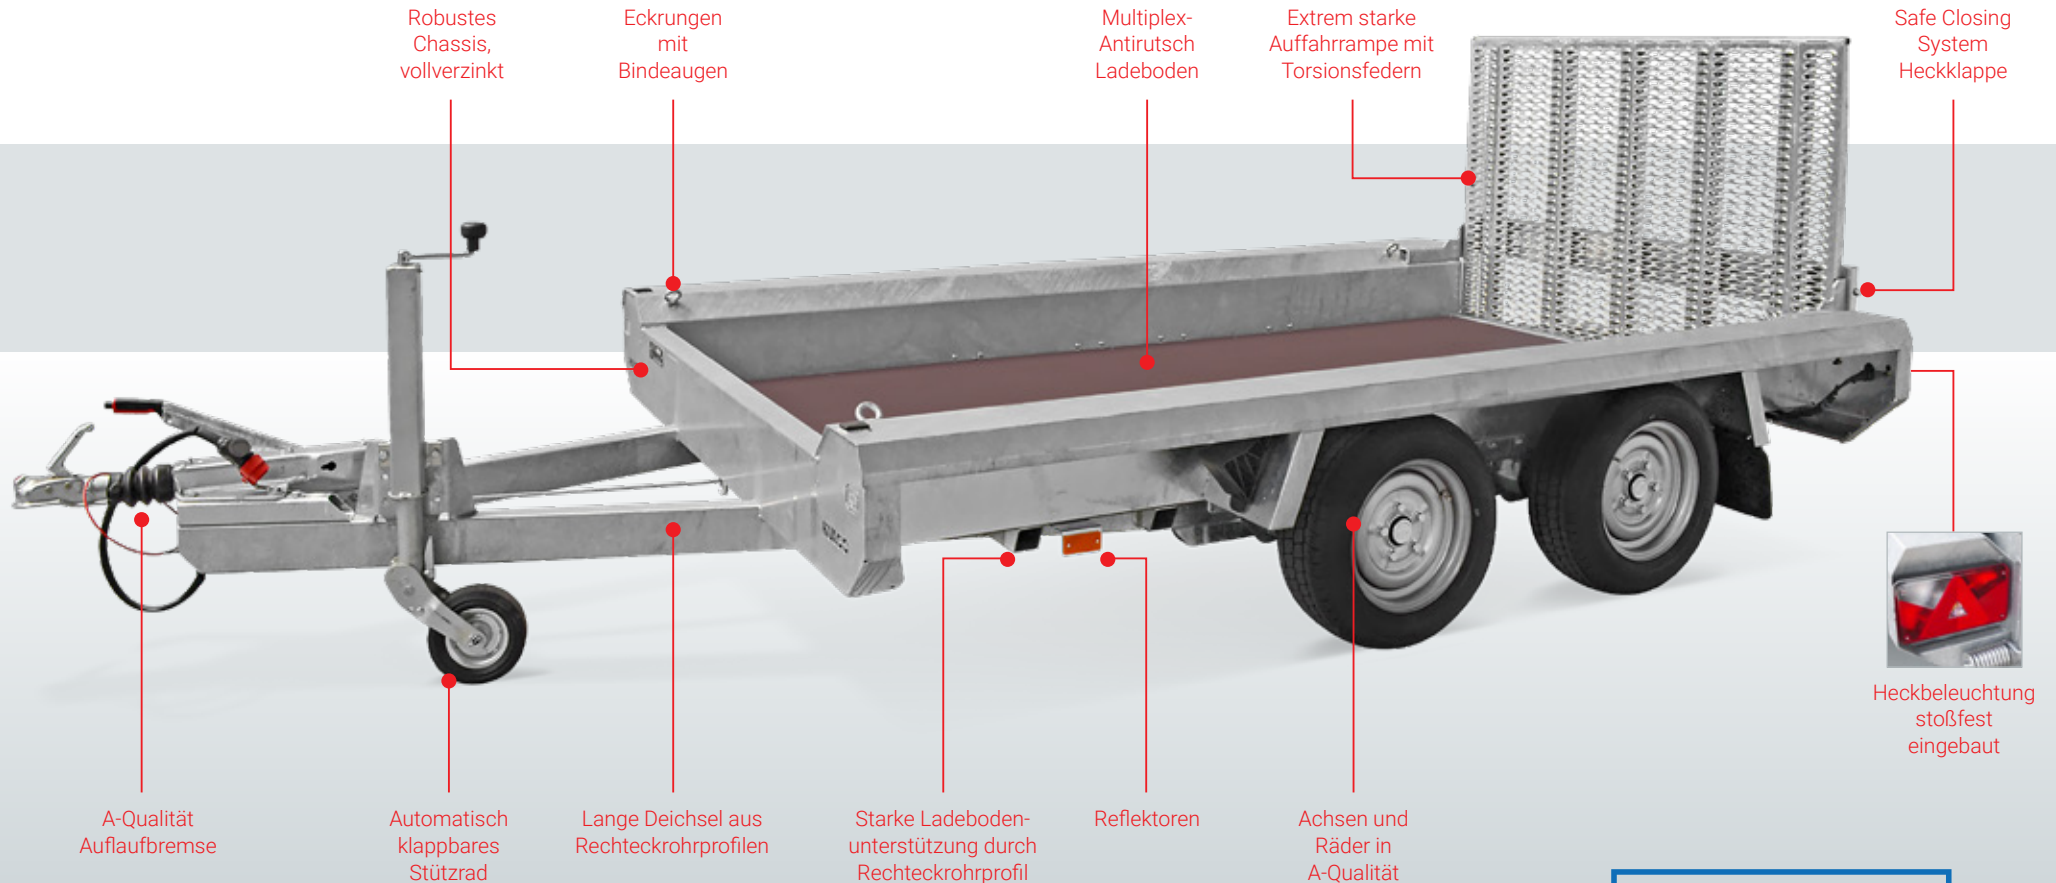 Robustes
Chassis,
vollverzinkt
Eckrungen
mit
Bindeaugen
Multiplex-
Antirutsch
Ladeboden
Extrem starke
Auffahrrampe mit
Torsionsfedern
Safe Closing
System
Heckklappe
Heckbeleuchtung
stoßfest
eingebaut
A-Qualität
Auflaufbremse
Automatisch
klappbares
Stützrad
Lange Deichsel aus
Rechteckrohrprofilen
Starke Ladeboden-
unterstützung durch
Rechteckrohrprofil
Reflektoren
Achsen und
Räder in
A-Qualität